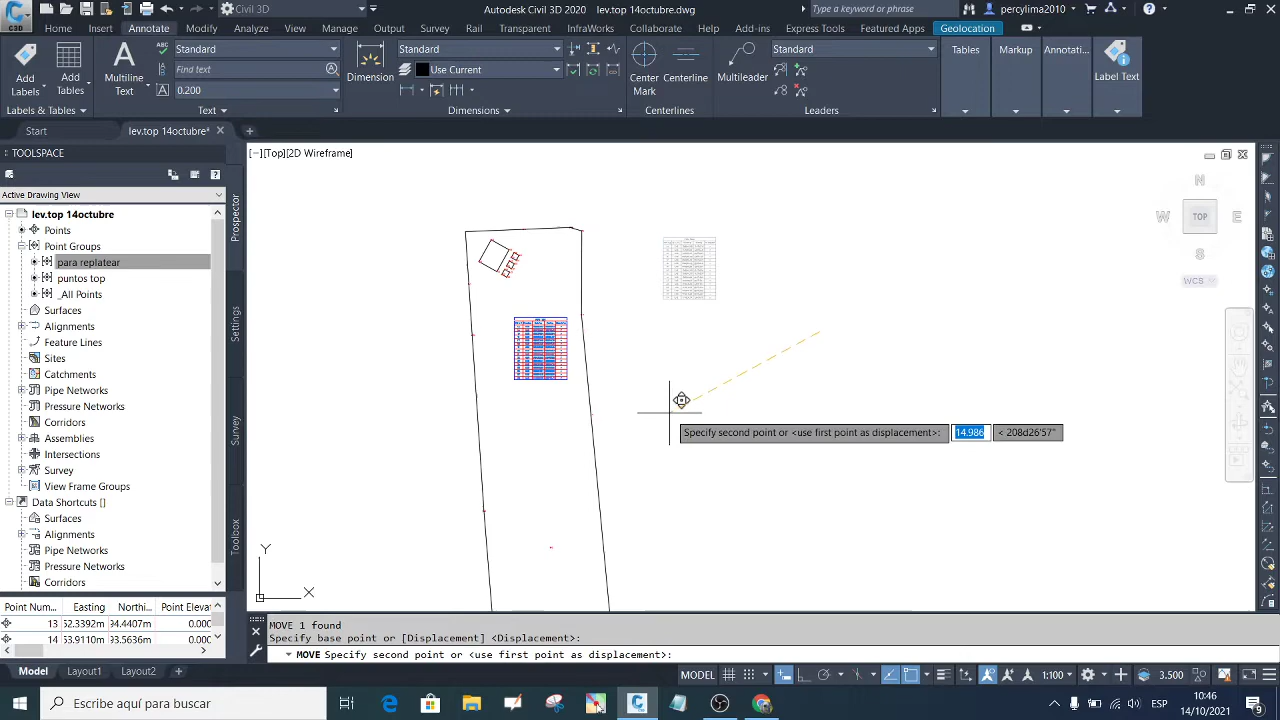 Civil 3D
Autodesk Civil 3D 2020 lev.top 14octubre.dwg
Type a keyword or phrase
percylima2010
C3D
Home Insert Annotate Modify Analyze View Manage Output Survey Rail InfraWorks Collaborate Help Add-ins Express Tools Featured Apps Geolocation
Add Labels
Add Tables
Labels & Tables
Multiline Text
Standard
Find text
0.200
Text
Dimension
Standard
Use Current
Dimensions
Center Mark
Centerline
Centerlines
Multileader
Standard
Leaders
Tables
Markup
Annotati...
Label Text
Start
lev.top 14octubre*
TOOLSPACE
Active Drawing View
lev.top 14octubre
Points
Point Groups
para replatear
puntos top
_All Points
Surfaces
Alignments
Feature Lines
Sites
Catchments
Pipe Networks
Pressure Networks
Corridors
Assemblies
Intersections
Survey
View Frame Groups
Data Shortcuts []
Surfaces
Alignments
Pipe Networks
Pressure Networks
Corridors
Point Num... Easting Northi... Point Eleva
13 52.3392m 34.4407m 0.000
14 53.9110m 33.5636m 0.000
Prospector
Settings
Survey
Toolbox
[−][Top][2D Wireframe]
N
W TOP E
S
WCS
Specify second point or <use first point as displacement>: 14.986 < 208d26'57"
Y
X
MOVE 1 found
Specify base point or [Displacement] <Displacement>:
MOVE Specify second point or <use first point as displacement>:
Model Layout1 Layout2 +
MODEL
1:100
3.500
Escribe aquí para buscar
ESP
10:46
14/10/2021